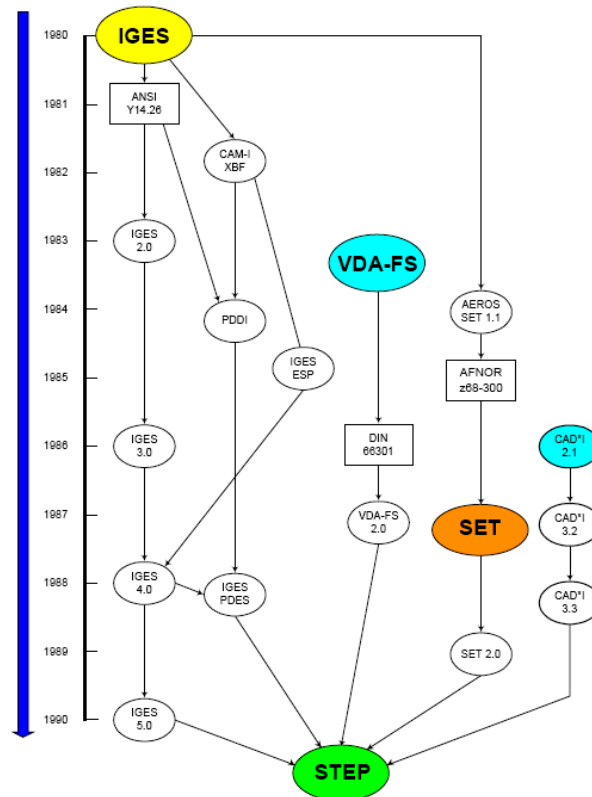 1980
IGES
1981
ANSI
Y14.26
CAM-I
XBF
1982
1983
IGES
2.0
VDA-FS
1984
PDDI
AEROS
SET 1.1
1985
IGES
ESP
AFNOR
z68-300
1986
IGES
3.0
DIN
66301
CAD*I
2.1
1987
VDA-FS
2.0
SET
CAD*I
3.2
1988
IGES
4.0
IGES
PDES
CAD*I
3.3
1989
SET 2.0
1990
IGES
5.0
STEP